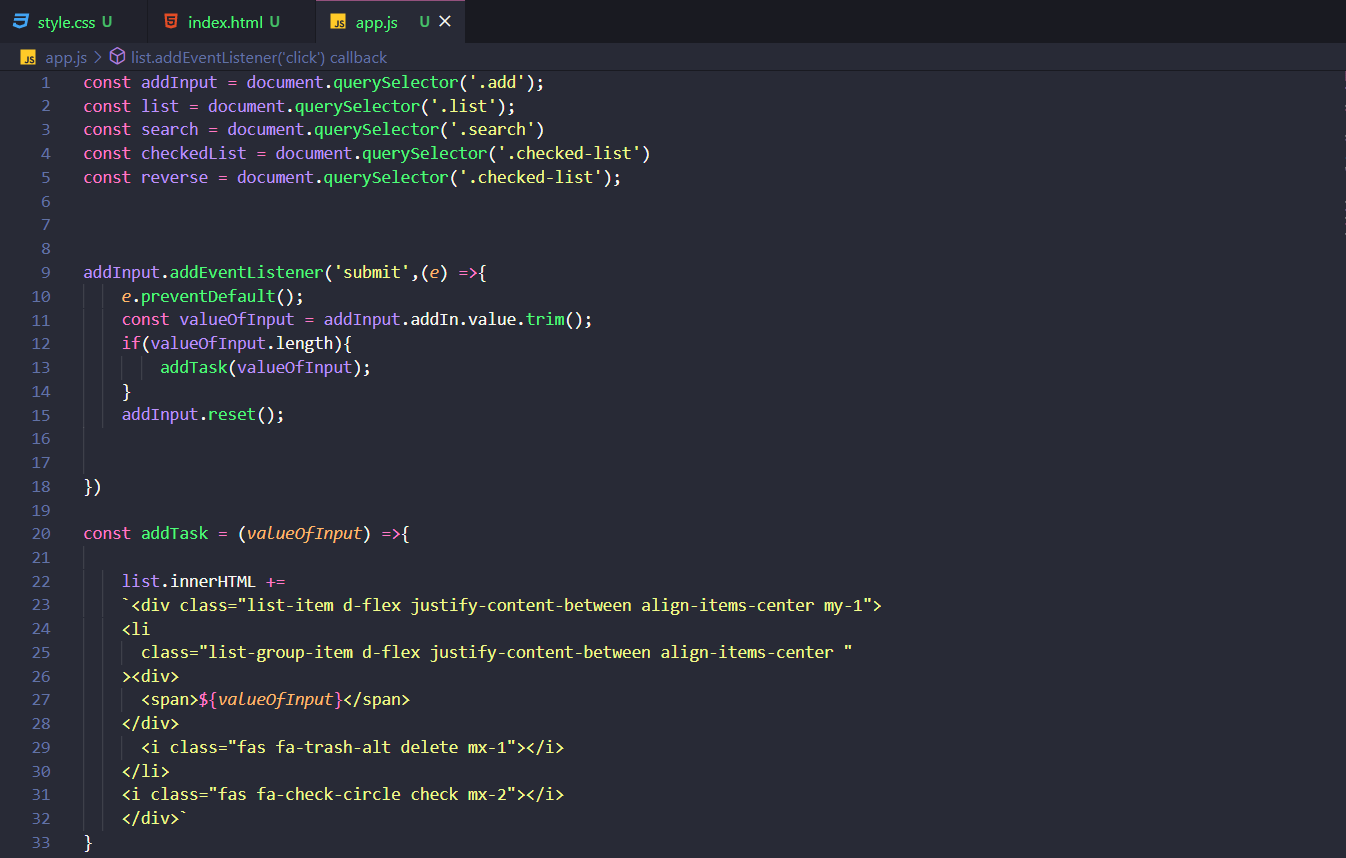 style.css U index.html U JS app.js U
JS app.js > list.addEventListener('click') callback
1 const addInput = document.querySelector('.add');
2 const list = document.querySelector('.list');
3 const search = document.querySelector('.search')
4 const checkedList = document.querySelector('.checked-list')
5 const reverse = document.querySelector('.checked-list');
6
7
8
9 addInput.addEventListener('submit',(e) =>{
10     e.preventDefault();
11     const valueOfInput = addInput.addIn.value.trim();
12     if(valueOfInput.length){
13         addTask(valueOfInput);
14     }
15     addInput.reset();
16
17
18 })
19
20 const addTask = (valueOfInput) =>{
21
22     list.innerHTML +=
23     `<div class="list-item d-flex justify-content-between align-items-center my-1">
24     <li
25       class="list-group-item d-flex justify-content-between align-items-center "
26     ><div>
27       <span>${valueOfInput}</span>
28     </div>
29       <i class="fas fa-trash-alt delete mx-1"></i>
30     </li>
31     <i class="fas fa-check-circle check mx-2"></i>
32     </div>`
33 }